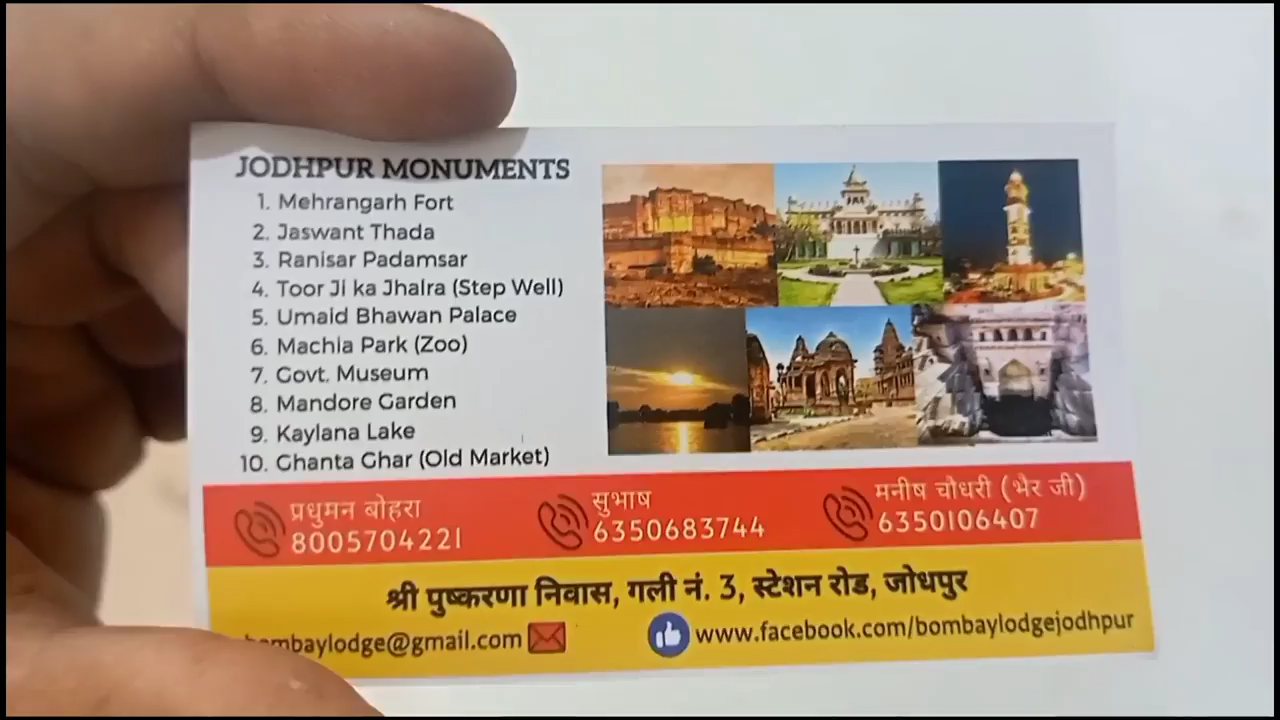 JODHPUR MONUMENTS
1. Mehrangarh Fort
2. Jaswant Thada
3. Ranisar Padamsar
4. Toor Ji ka Jhalra (Step Well)
5. Umaid Bhawan Palace
6. Machia Park (Zoo)
7. Govt. Museum
8. Mandore Garden
9. Kaylana Lake
10. Ghanta Ghar (Old Market)
प्रधुमन बोहरा
8005704221
सुभाष
6350683744
मनीष चौधरी (भेर जी)
6350106407
श्री पुष्करणा निवास, गली नं. 3, स्टेशन रोड, जोधपुर
bombaylodge@gmail.com
www.facebook.com/bombaylodgejodhpur